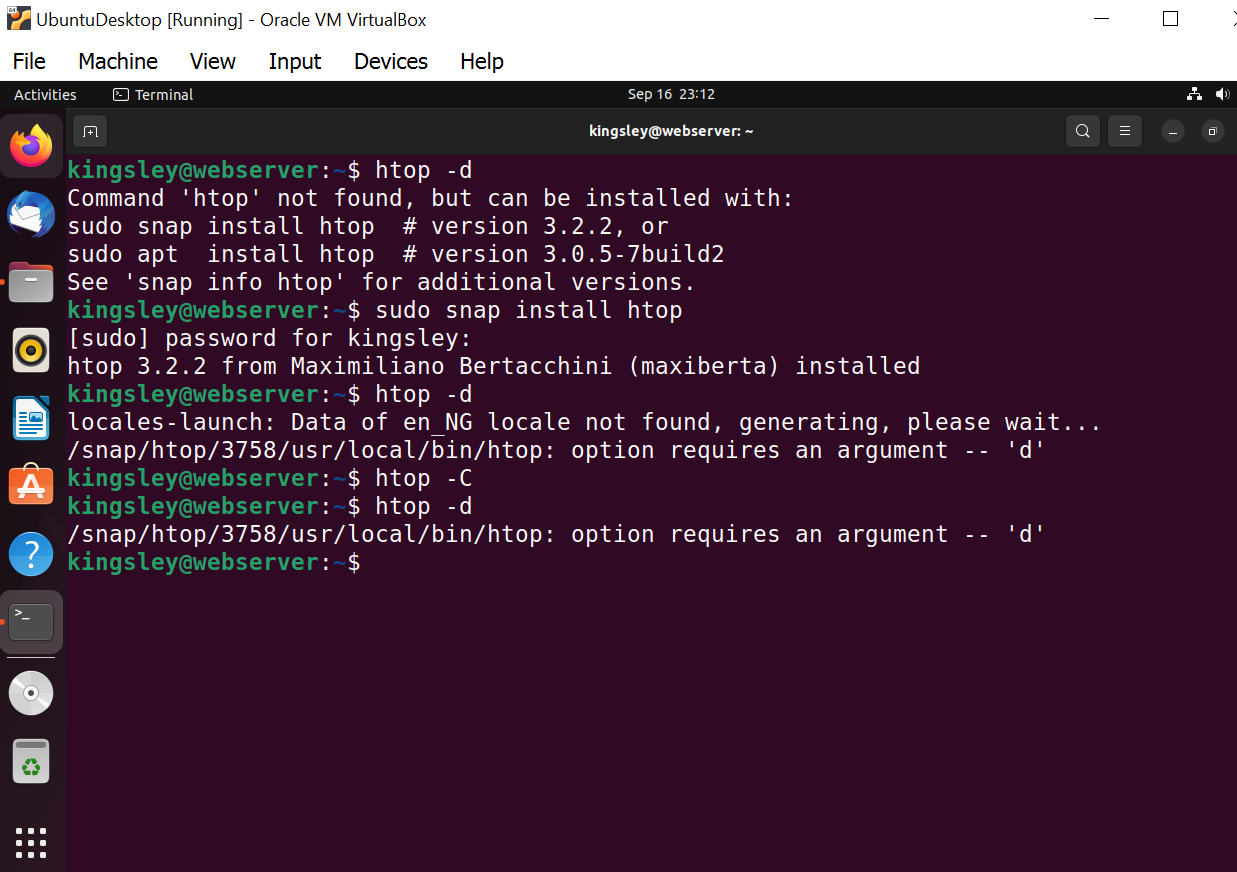 UbuntuDesktop [Running] - Oracle VM VirtualBox
File Machine View Input Devices Help
Activities Terminal Sep 16 23:12
kingsley@webserver: ~
kingsley@webserver:~$ htop -d
Command 'htop' not found, but can be installed with:
sudo snap install htop  # version 3.2.2, or
sudo apt  install htop  # version 3.0.5-7build2
See 'snap info htop' for additional versions.
kingsley@webserver:~$ sudo snap install htop
[sudo] password for kingsley:
htop 3.2.2 from Maximiliano Bertacchini (maxiberta) installed
kingsley@webserver:~$ htop -d
locales-launch: Data of en_NG locale not found, generating, please wait...
/snap/htop/3758/usr/local/bin/htop: option requires an argument -- 'd'
kingsley@webserver:~$ htop -C
kingsley@webserver:~$ htop -d
/snap/htop/3758/usr/local/bin/htop: option requires an argument -- 'd'
kingsley@webserver:~$